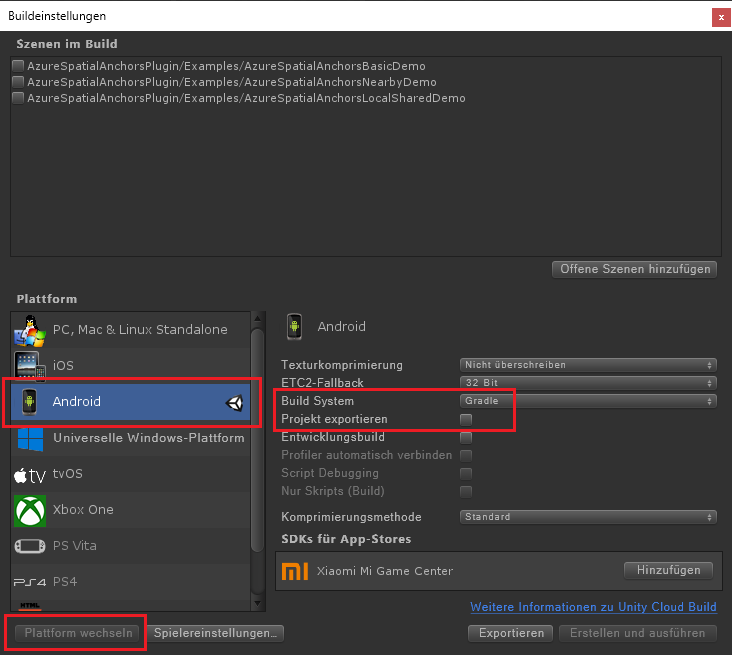 Buildeinstellungen
x
Szenen im Build
AzureSpatialAnchorsPlugin/Examples/AzureSpatialAnchorsBasicDemo
AzureSpatialAnchorsPlugin/Examples/AzureSpatialAnchorsNearbyDemo
AzureSpatialAnchorsPlugin/Examples/AzureSpatialAnchorsLocalSharedDemo
Offene Szenen hinzufügen
Plattform
PC, Mac & Linux Standalone
iOS
Android
Universelle Windows-Plattform
tv tvOS
Xbox One
PS Vita
PS4 PS4
HTML
Android
Texturkomprimierung Nicht überschreiben
ETC2-Fallback 32 Bit
Build System Gradle
Projekt exportieren
Entwicklungsbuild
Profiler automatisch verbinden
Script Debugging
Nur Skripts (Build)
Komprimierungsmethode Standard
SDKs für App-Stores
Xiaomi Mi Game Center Hinzufügen
Weitere Informationen zu Unity Cloud Build
Plattform wechseln Spielereinstellungen... Exportieren Erstellen und ausführen